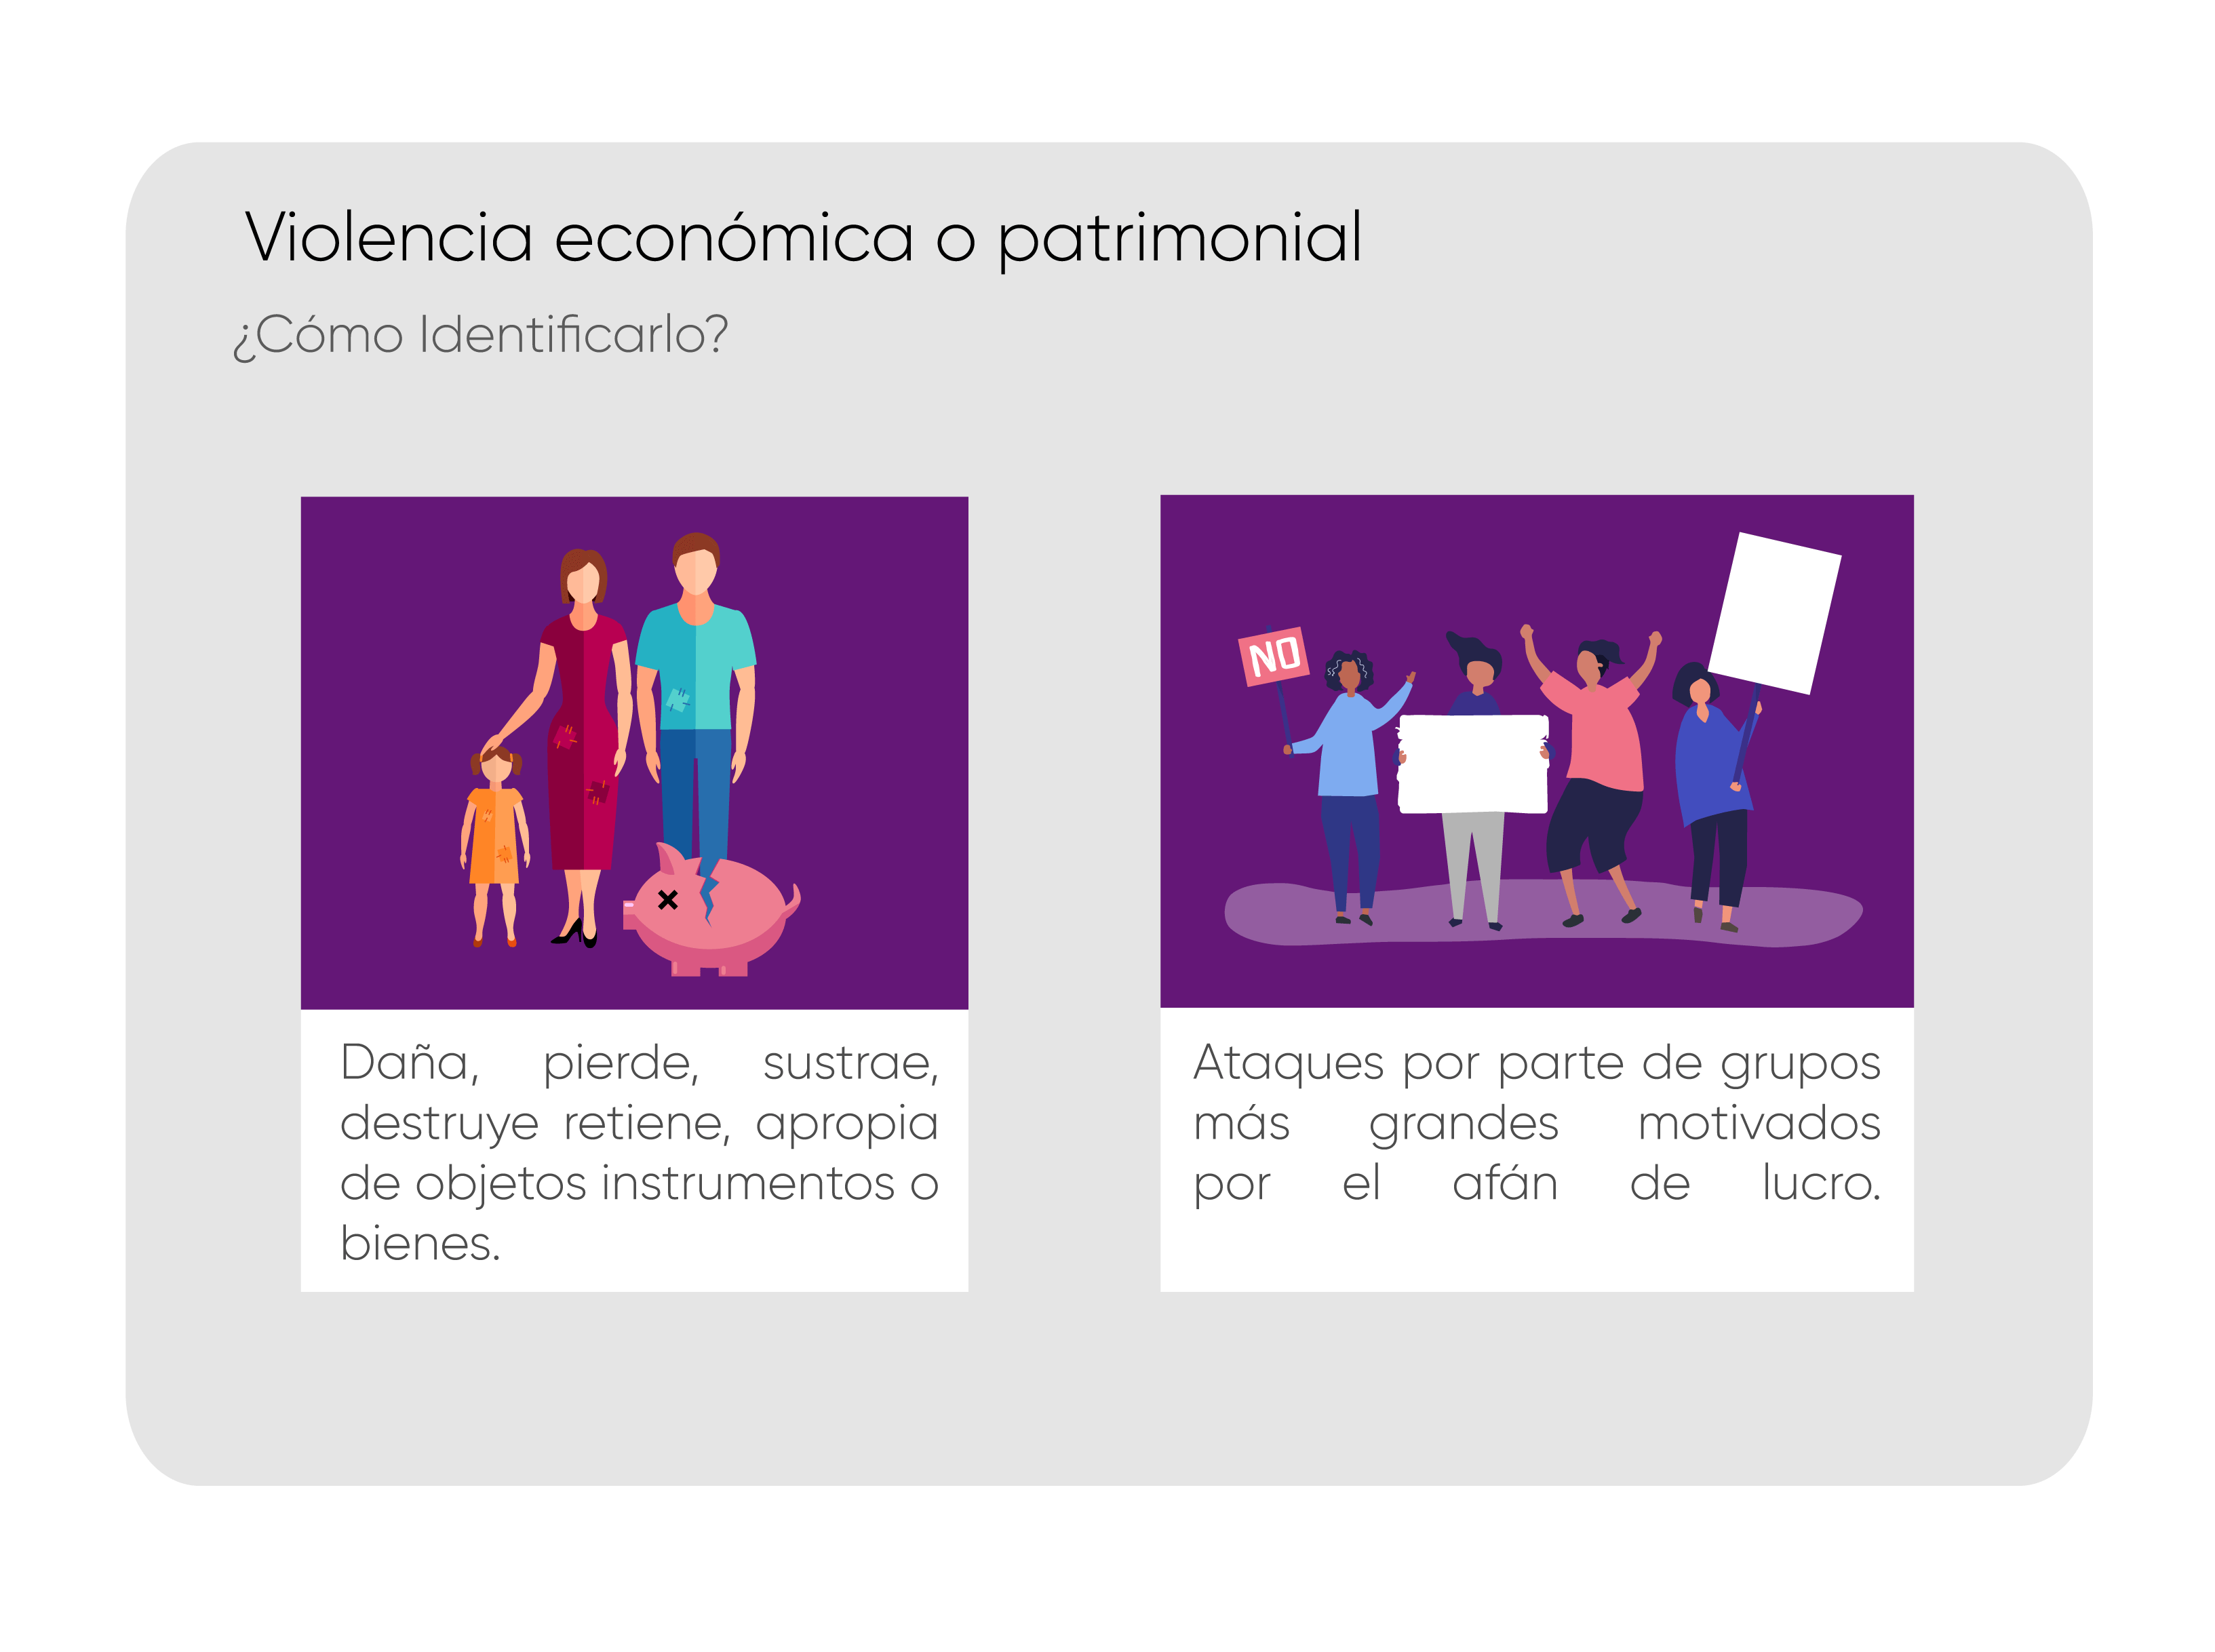 Violencia económica o patrimonial
¿Cómo Identificarlo?
NO
Daña, pierde, sustrae,
destruye retiene, apropia
de objetos instrumentos o
bienes.
Ataques por parte de grupos
más grandes motivados
por el afán de lucro.